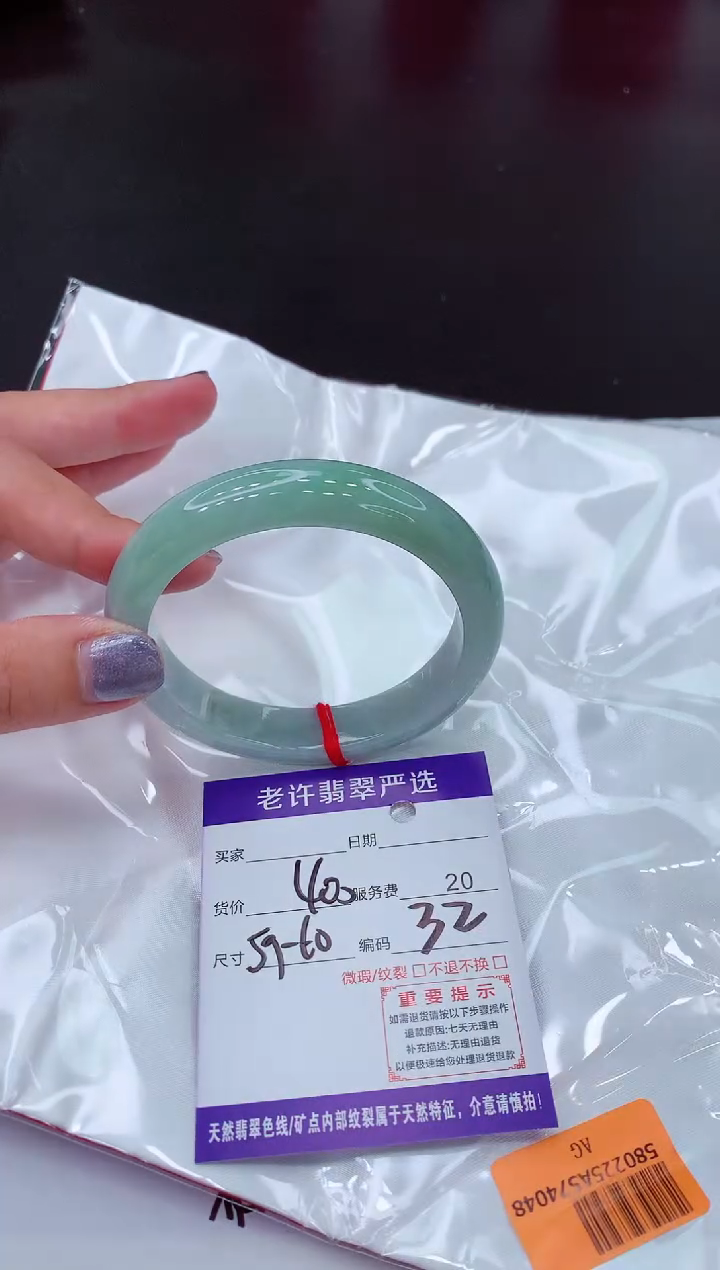 老许翡翠严选
买家 日期
货价 400 服务费 20
尺寸 59-60 编码 32
微瑕/纹裂 □不退不换 □
重要提示
如需退货请按以下步骤操作
退款原因:七天无理由
补充描述:无理由退货
以便极速给您处理退货退款
天然翡翠色线/矿点内部纹裂属于天然特征，介意请慎拍！
580225A574048
AG